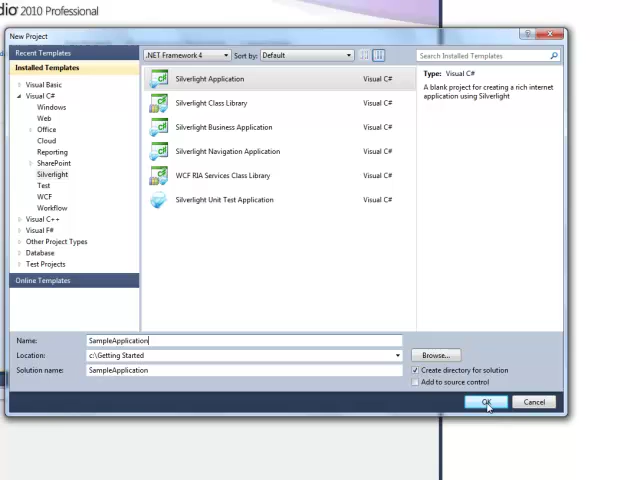 dio 2010 Professional
New Project
Recent Templates
.NET Framework 4
Sort by: Default
Search Installed Templates
Installed Templates
Visual Basic
Visual C#
Windows
Web
Office
Cloud
Reporting
SharePoint
Silverlight
Test
WCF
Workflow
Visual C++
Visual F#
Other Project Types
Database
Test Projects
Online Templates
Silverlight Application Visual C#
Silverlight Class Library Visual C#
Silverlight Business Application Visual C#
Silverlight Navigation Application Visual C#
WCF RIA Services Class Library Visual C#
Silverlight Unit Test Application Visual C#
Type: Visual C#
A blank project for creating a rich internet
application using Silverlight
Name: SampleApplication
Location: c:\Getting Started Browse...
Solution name: SampleApplication
Create directory for solution
Add to source control
OK Cancel